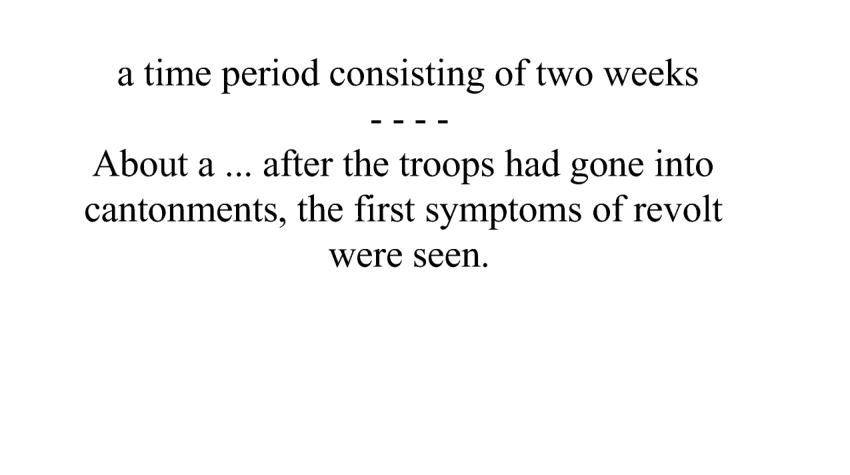 a time period consisting of two weeks
- - - -
About a ... after the troops had gone into
cantonments, the first symptoms of revolt
were seen.